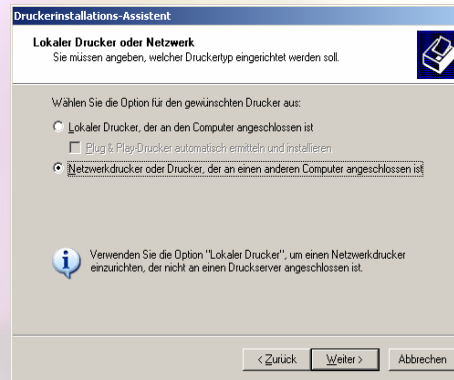 Druckerinstallations-Assistent
Lokaler Drucker oder Netzwerk
Sie müssen angeben, welcher Druckertyp eingerichtet werden soll.
Wählen Sie die Option für den gewünschten Drucker aus:
Lokaler Drucker, der an den Computer angeschlossen ist
Plug & Play-Drucker automatisch ermitteln und installieren
Netzwerkdrucker oder Drucker, der an einen anderen Computer angeschlossen ist
Verwenden Sie die Option "Lokaler Drucker", um einen Netzwerkdrucker
einzurichten, der nicht an einen Druckserver angeschlossen ist.
< Zurück Weiter > Abbrechen